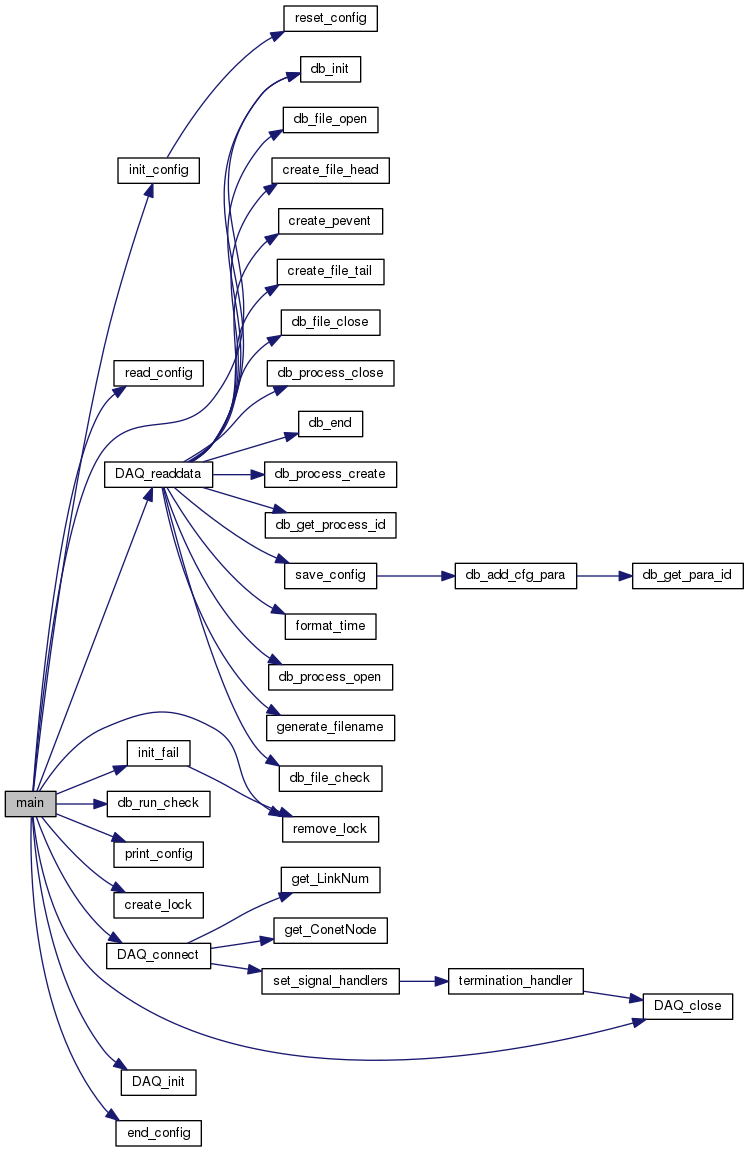 reset_config
db_init
db_file_open
init_config
create_file_head
create_pevent
create_file_tail
db_file_close
read_config
db_process_close
db_end
DAQ_readdata
db_process_create
db_get_process_id
save_config
db_add_cfg_para
db_get_para_id
format_time
db_process_open
generate_filename
init_fail
db_file_check
main
db_run_check
remove_lock
print_config
get_LinkNum
create_lock
get_ConetNode
DAQ_connect
set_signal_handlers
termination_handler
DAQ_close
DAQ_init
end_config